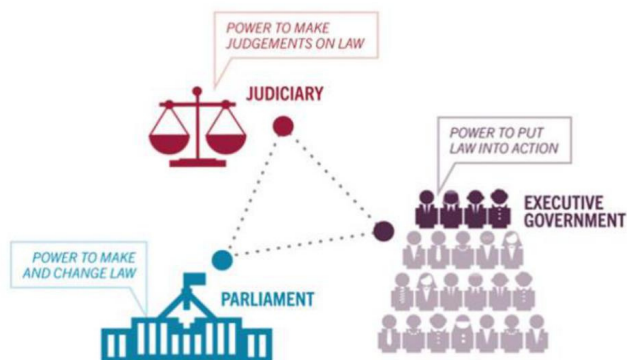 POWER TO MAKE
JUDGEMENTS ON LAW
JUDICIARY
POWER TO PUT
LAW INTO ACTION
EXECUTIVE
GOVERNMENT
POWER TO MAKE
AND CHANGE LAW
PARLIAMENT